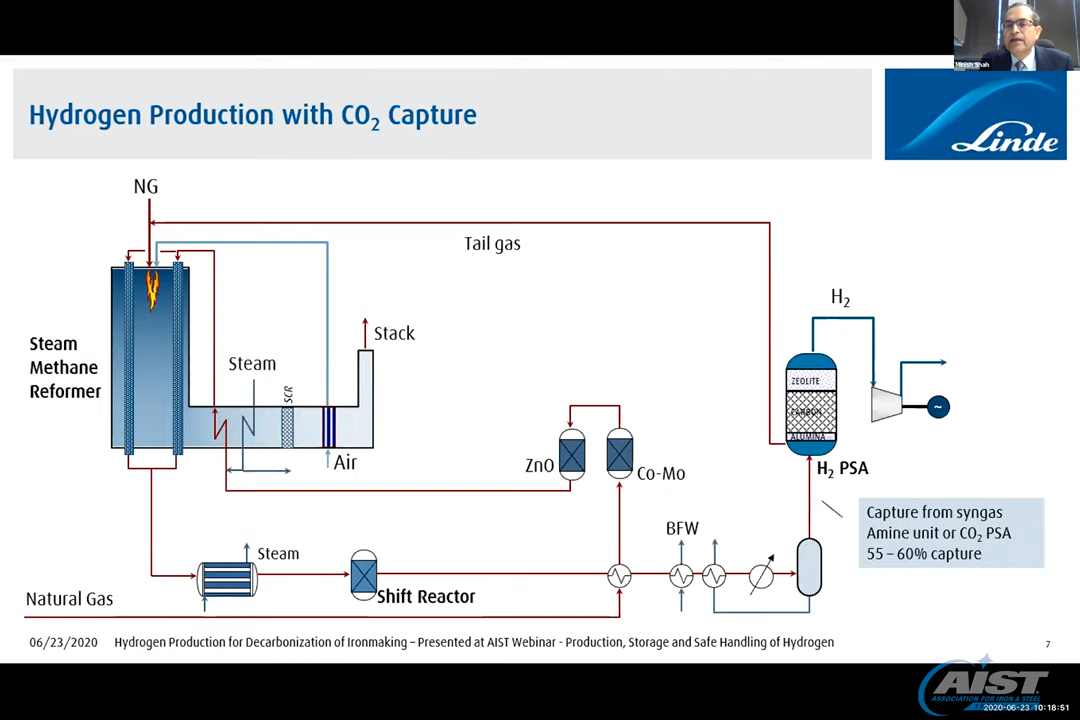 Minish Shah
Hydrogen Production with CO₂ Capture
Linde
NG
Tail gas
H₂
Steam
Methane
Reformer
Stack
Steam
SCR
ZEOLITE
CARBON
ALUMINA
Air
ZnO
Co-Mo
H₂ PSA
Capture from syngas
Amine unit or CO₂ PSA
55 – 60% capture
BFW
Steam
Shift Reactor
Natural Gas
~
06/23/2020 Hydrogen Production for Decarbonization of Ironmaking – Presented at AIST Webinar - Production, Storage and Safe Handling of Hydrogen
7
AIST
ASSOCIATION FOR IRON & STEEL
2020-06-23 10:18:51